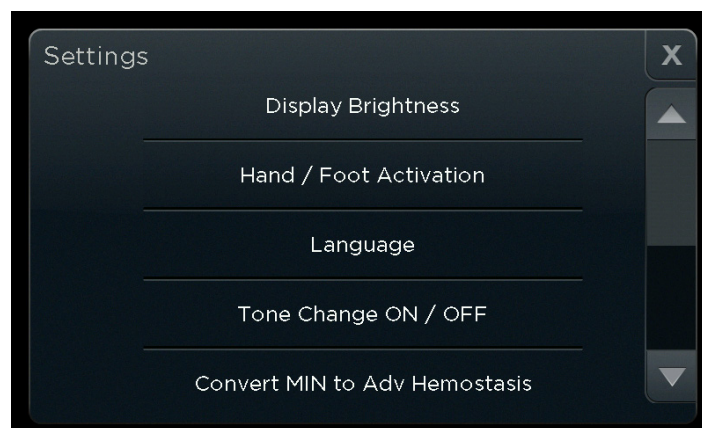 Settings
X
Display Brightness
Hand / Foot Activation
Language
Tone Change ON / OFF
Convert MIN to Adv Hemostasis